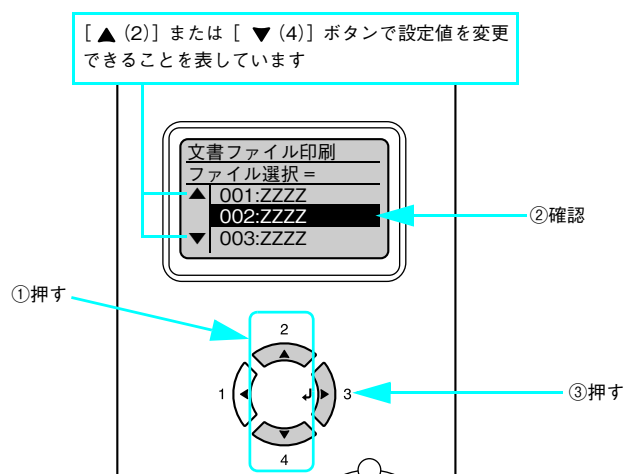 ［ ▲ (2)］または［ ▼ (4)］ボタンで設定値を変更
できることを表しています
文書ファイル印刷
ファイル選択＝
▲ 001:ZZZZ
002:ZZZZ
▼ 003:ZZZZ
②確認
①押す
2
1
3
③押す
4